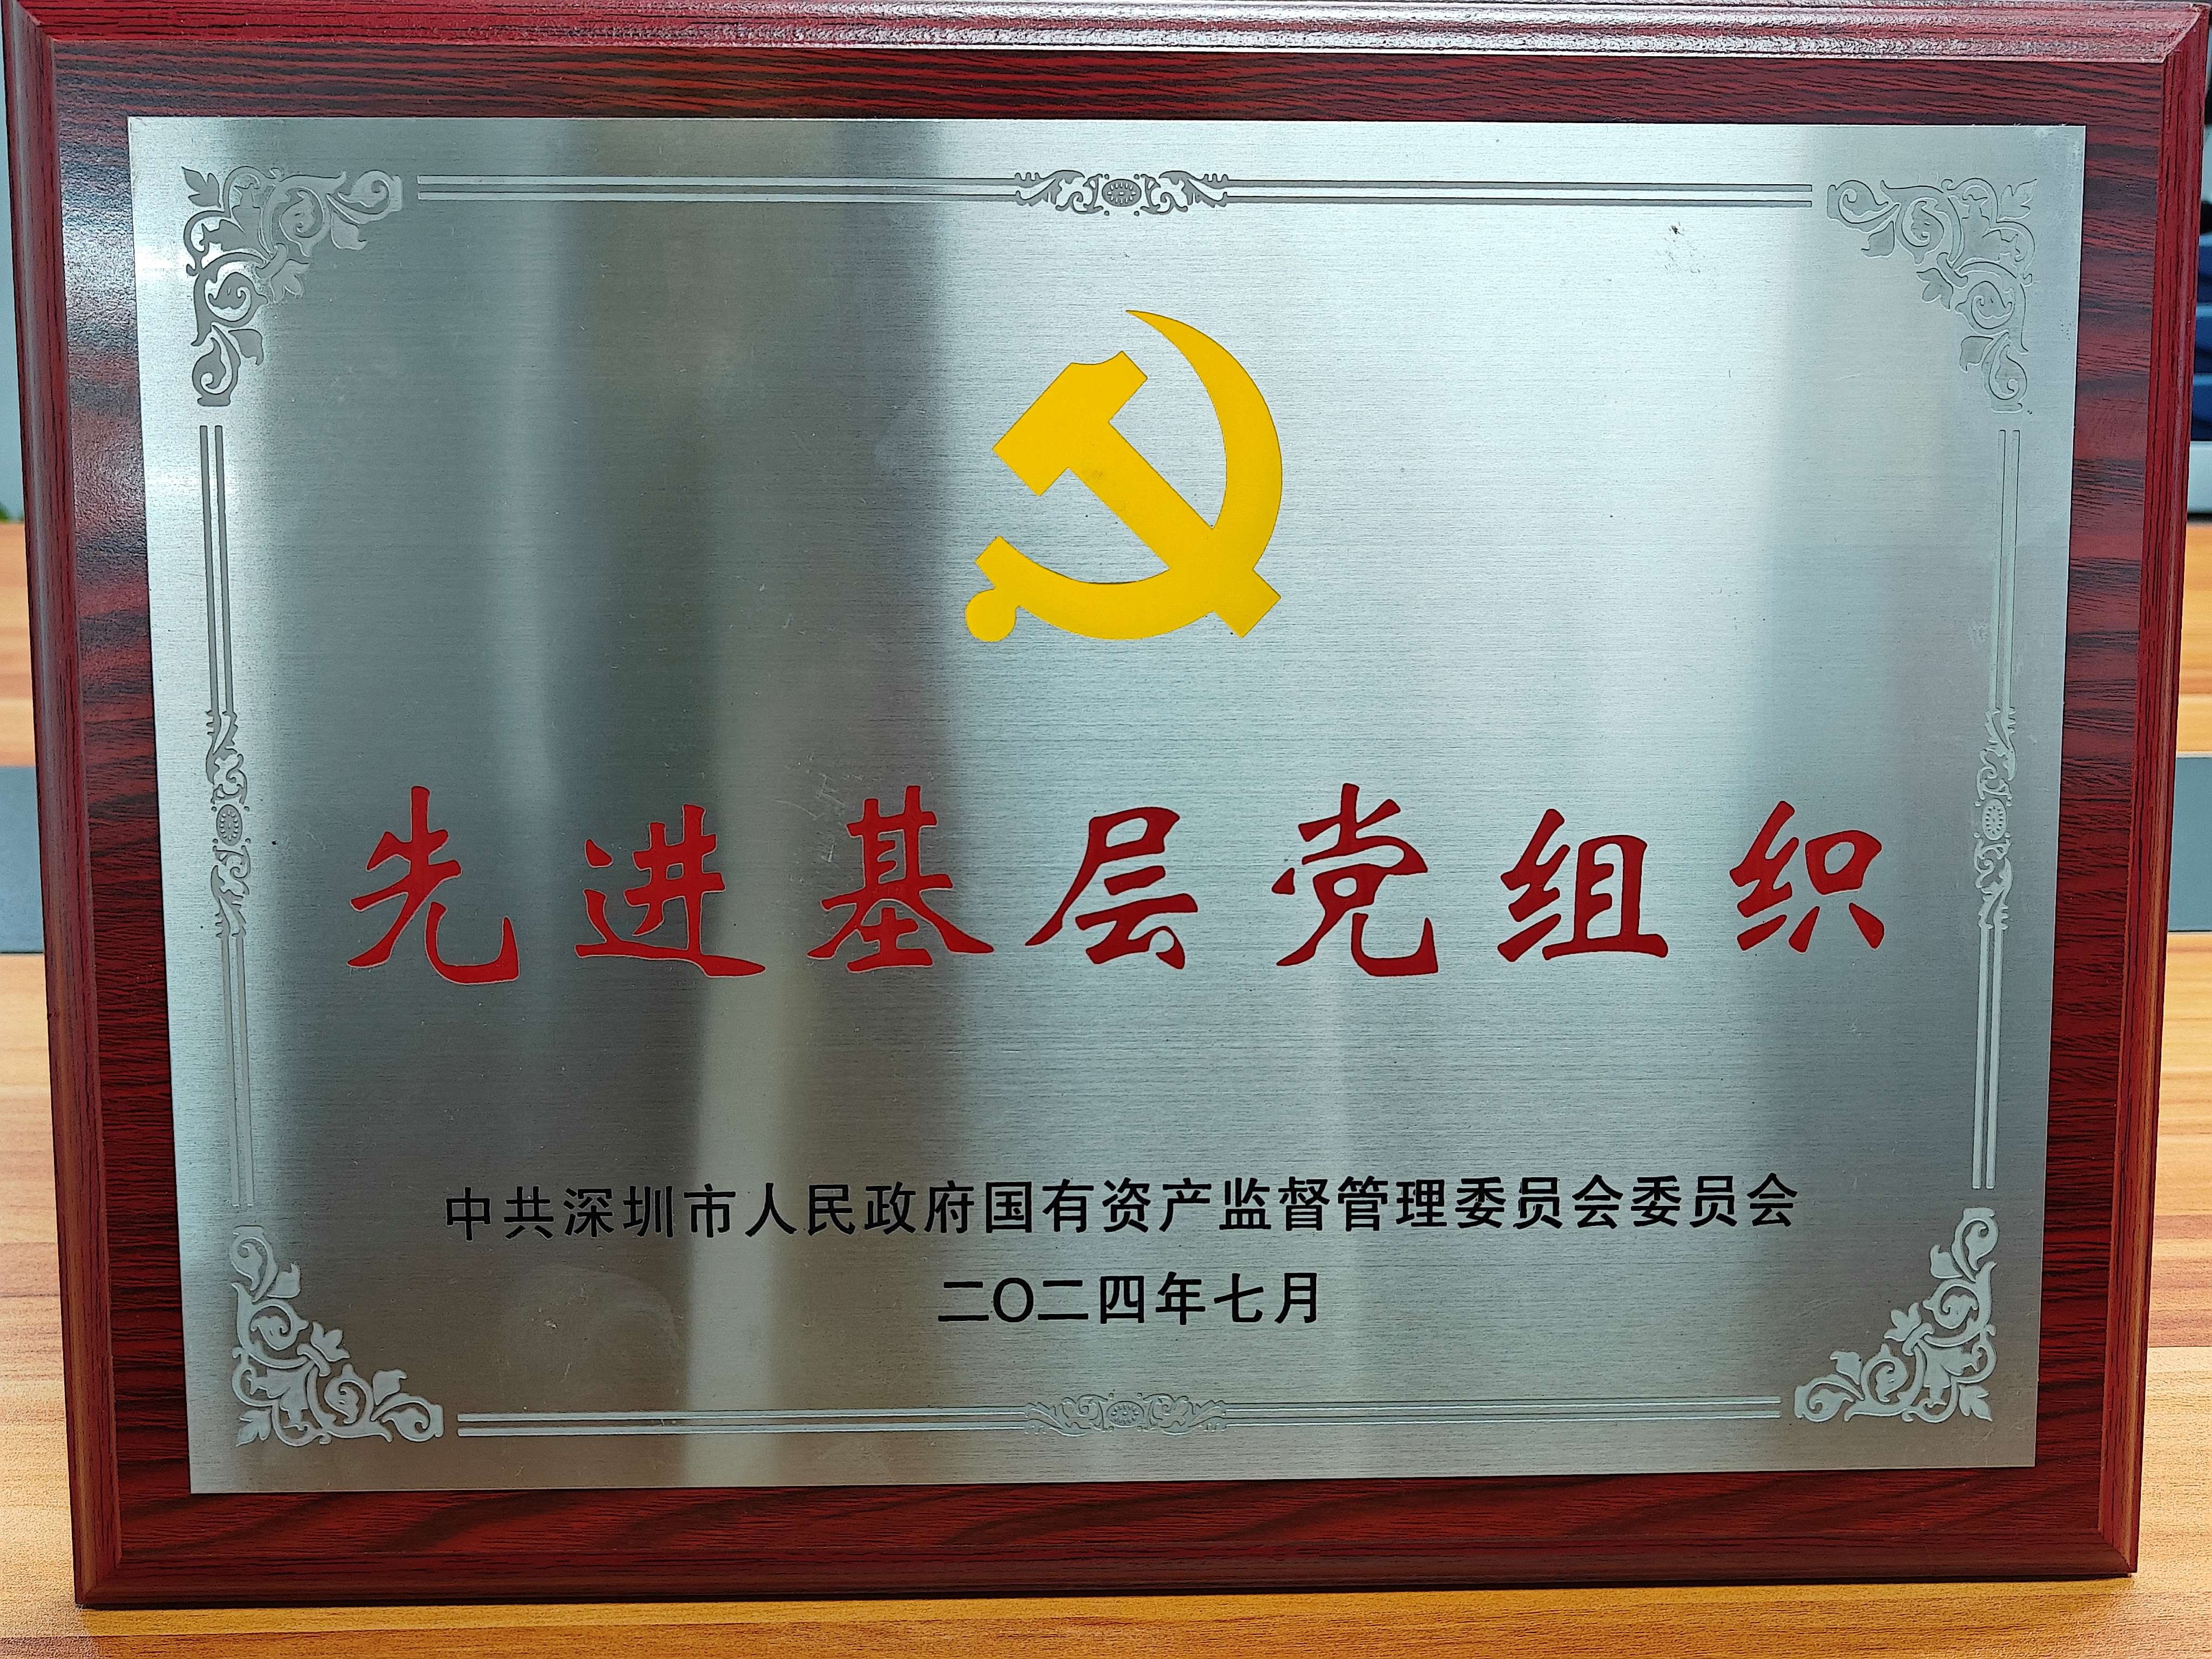 先进基层党组织
中共深圳市人民政府国有资产监督管理委员会委员会
二〇二四年七月